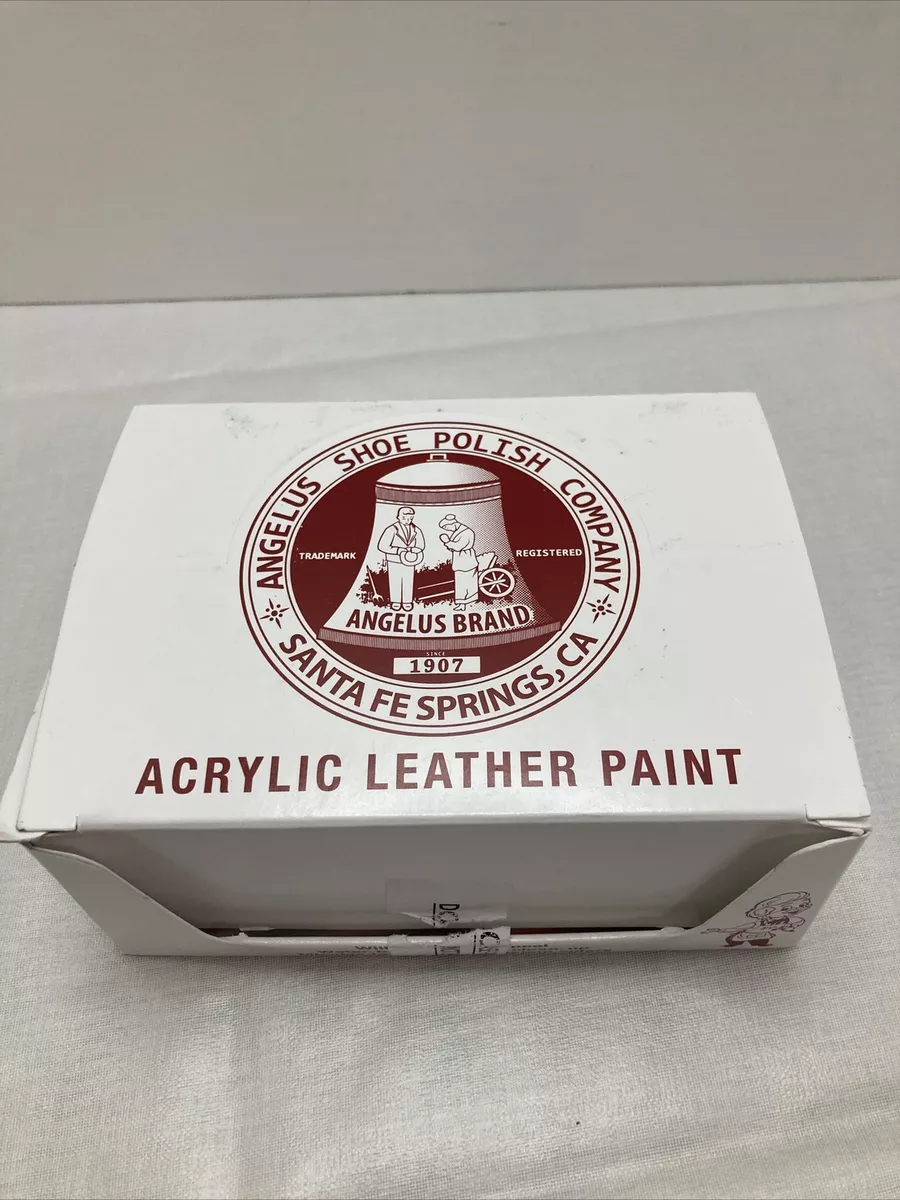 ANGELUS SHOE POLISH COMPANY
TRADEMARK
REGISTERED
ANGELUS BRAND
SINCE
1907
SANTA FE SPRINGS, CA
ACRYLIC LEATHER PAINT